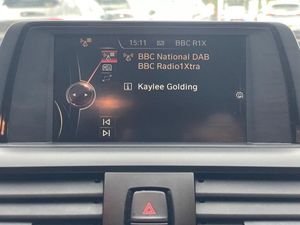 15:11 BBC R1X
BBC National DAB
BBC Radio1Xtra
Kaylee Golding